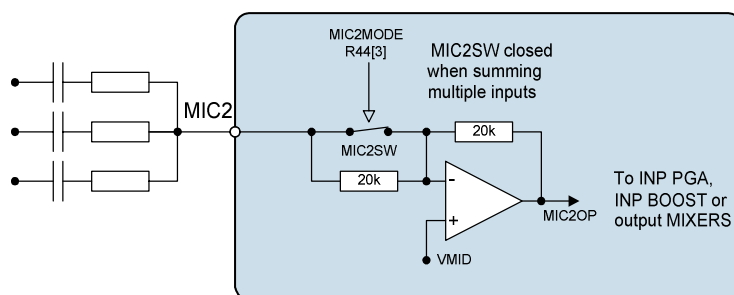 MIC2MODE
R44[3]
MIC2SW closed
when summing
multiple inputs
MIC2
MIC2SW
20k
20k
-
+
VMID
MIC2OP
To INP PGA,
INP BOOST or
output MIXERS